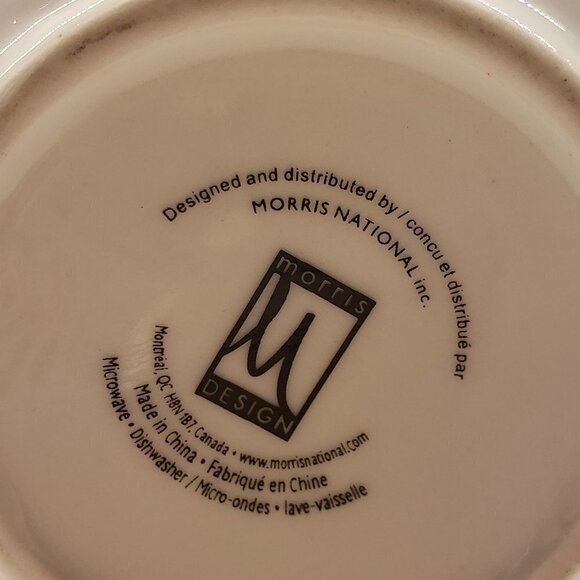 Designed and distributed by / concu et distribué par
MORRIS NATIONAL inc.
morris
M
DESIGN
Montréal, QC H8N 1B7, Canada • www.morrisnational.com
Made in China • Fabriqué en Chine
Microwave • Dishwasher / Micro-ondes • lave-vaisselle